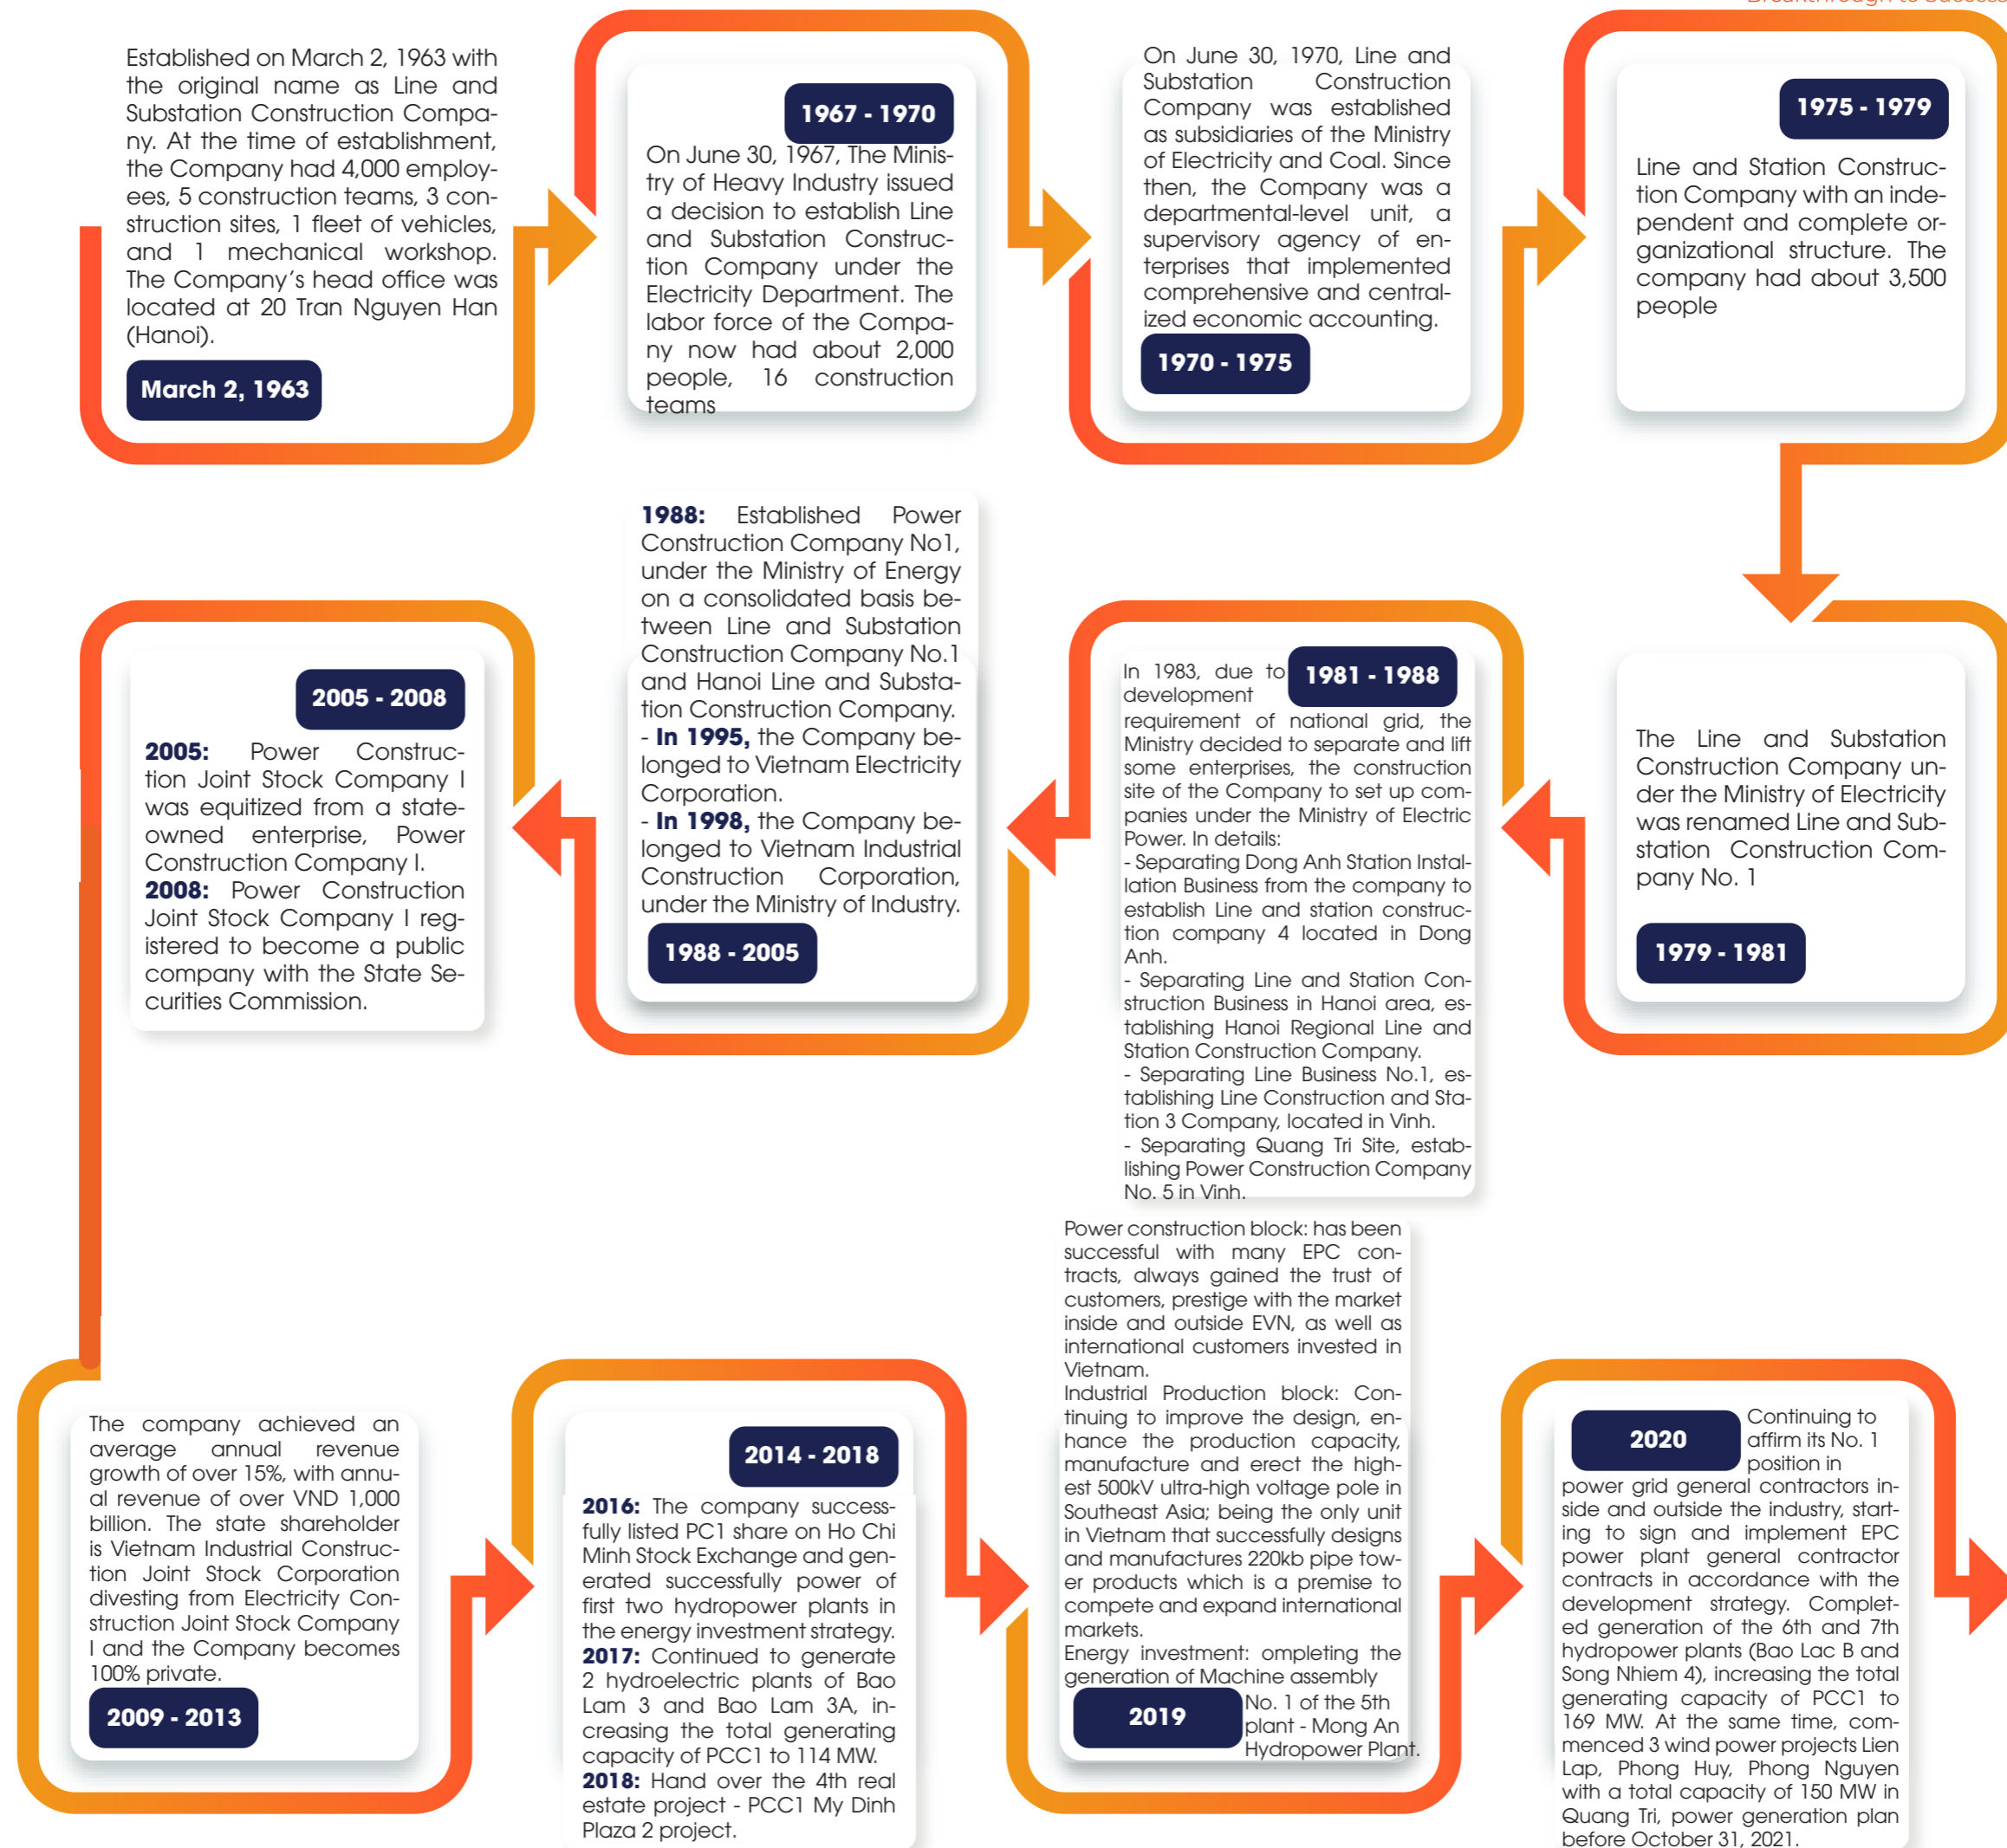 Breakthrough to Success
Established on March 2, 1963 with
the original name as Line and
Substation Construction Compa-
ny. At the time of establishment,
the Company had 4,000 employ-
ees, 5 construction teams, 3 con-
struction sites, 1 fleet of vehicles,
and 1 mechanical workshop.
The Company's head office was
located at 20 Tran Nguyen Han
(Hanoi).
March 2, 1963
1967 - 1970
On June 30, 1967, The Minis-
try of Heavy Industry issued
a decision to establish Line
and Substation Construc-
tion Company under the
Electricity Department. The
labor force of the Compa-
ny now had about 2,000
people, 16 construction
teams
On June 30, 1970, Line and
Substation Construction
Company was established
as subsidiaries of the Ministry
of Electricity and Coal. Since
then, the Company was a
departmental-level unit, a
supervisory agency of en-
terprises that implemented
comprehensive and central-
ized economic accounting.
1970 - 1975
1975 - 1979
Line and Station Construc-
tion Company with an inde-
pendent and complete or-
ganizational structure. The
company had about 3,500
people
The Line and Substation
Construction Company un-
der the Ministry of Electricity
was renamed Line and Sub-
station Construction Com-
pany No. 1
1979 - 1981
In 1983, due to
1981 - 1988
development
requirement of national grid, the
Ministry decided to separate and lift
some enterprises, the construction
site of the Company to set up com-
panies under the Ministry of Electric
Power. In details:
- Separating Dong Anh Station Instal-
lation Business from the company to
establish Line and station construc-
tion company 4 located in Dong
Anh.
- Separating Line and Station Con-
struction Business in Hanoi area, es-
tablishing Hanoi Regional Line and
Station Construction Company.
- Separating Line Business No.1, es-
tablishing Line Construction and Sta-
tion 3 Company, located in Vinh.
- Separating Quang Tri Site, estab-
lishing Power Construction Company
No. 5 in Vinh.
1988: Established Power
Construction Company No1,
under the Ministry of Energy
on a consolidated basis be-
tween Line and Substation
Construction Company No.1
and Hanoi Line and Substa-
tion Construction Company.
- In 1995, the Company be-
longed to Vietnam Electricity
Corporation.
- In 1998, the Company be-
longed to Vietnam Industrial
Construction Corporation,
under the Ministry of Industry.
1988 - 2005
2005 - 2008
2005: Power Construc-
tion Joint Stock Company I
was equitized from a state-
owned enterprise, Power
Construction Company I.
2008: Power Construction
Joint Stock Company I reg-
istered to become a public
company with the State Se-
curities Commission.
The company achieved an
average annual revenue
growth of over 15%, with annu-
al revenue of over VND 1,000
billion. The state shareholder
is Vietnam Industrial Construc-
tion Joint Stock Corporation
divesting from Electricity Con-
struction Joint Stock Company
I and the Company becomes
100% private.
2009 - 2013
2014 - 2018
2016: The company success-
fully listed PC1 share on Ho Chi
Minh Stock Exchange and gen-
erated successfully power of
first two hydropower plants in
the energy investment strategy.
2017: Continued to generate
2 hydroelectric plants of Bao
Lam 3 and Bao Lam 3A, in-
creasing the total generating
capacity of PCC1 to 114 MW.
2018: Hand over the 4th real
estate project - PCC1 My Dinh
Plaza 2 project.
Power construction block: has been
successful with many EPC con-
tracts, always gained the trust of
customers, prestige with the market
inside and outside EVN, as well as
international customers invested in
Vietnam.
Industrial Production block: Con-
tinuing to improve the design, en-
hance the production capacity,
manufacture and erect the high-
est 500kV ultra-high voltage pole in
Southeast Asia; being the only unit
in Vietnam that successfully designs
and manufactures 220kb pipe tow-
er products which is a premise to
compete and expand international
markets.
Energy investment: ompleting the
generation of Machine assembly
2019
No. 1 of the 5th
plant - Mong An
Hydropower Plant.
2020
Continuing to
affirm its No. 1
position in
power grid general contractors in-
side and outside the industry, start-
ing to sign and implement EPC
power plant general contractor
contracts in accordance with the
development strategy. Complet-
ed generation of the 6th and 7th
hydropower plants (Bao Lac B and
Song Nhiem 4), increasing the total
generating capacity of PCC1 to
169 MW. At the same time, com-
menced 3 wind power projects Lien
Lap, Phong Huy, Phong Nguyen
with a total capacity of 150 MW in
Quang Tri, power generation plan
before October 31, 2021.